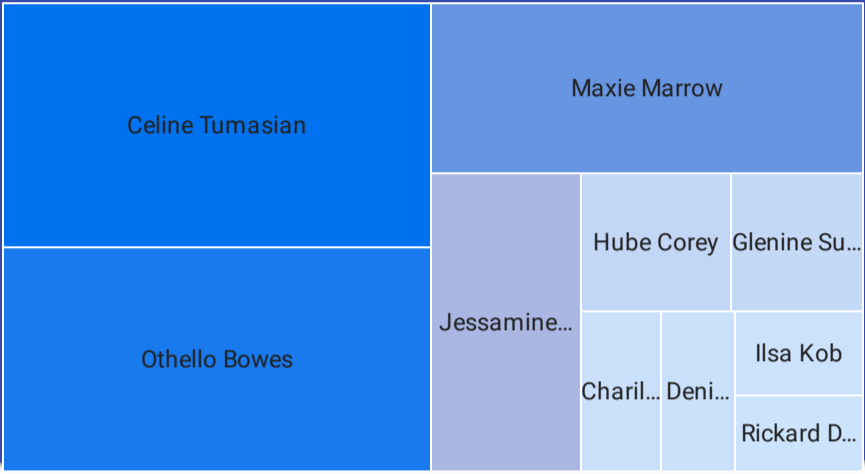 Celine Tumasian
Othello Bowes
Maxie Marrow
Jessamine...
Hube Corey
Glenine Su...
Charil...
Deni...
Ilsa Kob
Rickard D...